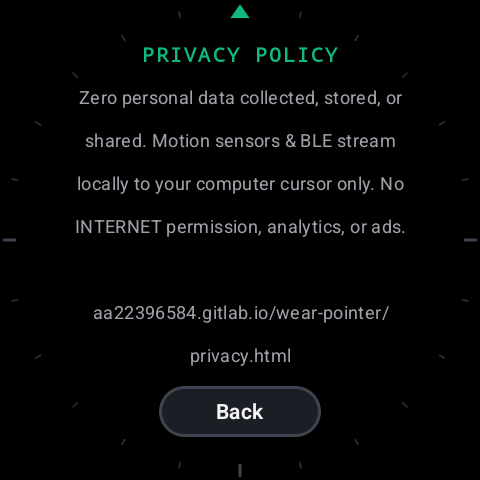 PRIVACY POLICY
Zero personal data collected, stored, or
shared. Motion sensors & BLE stream
locally to your computer cursor only. No
INTERNET permission, analytics, or ads.
aa22396584.gitlab.io/wear-pointer/
privacy.html
Back